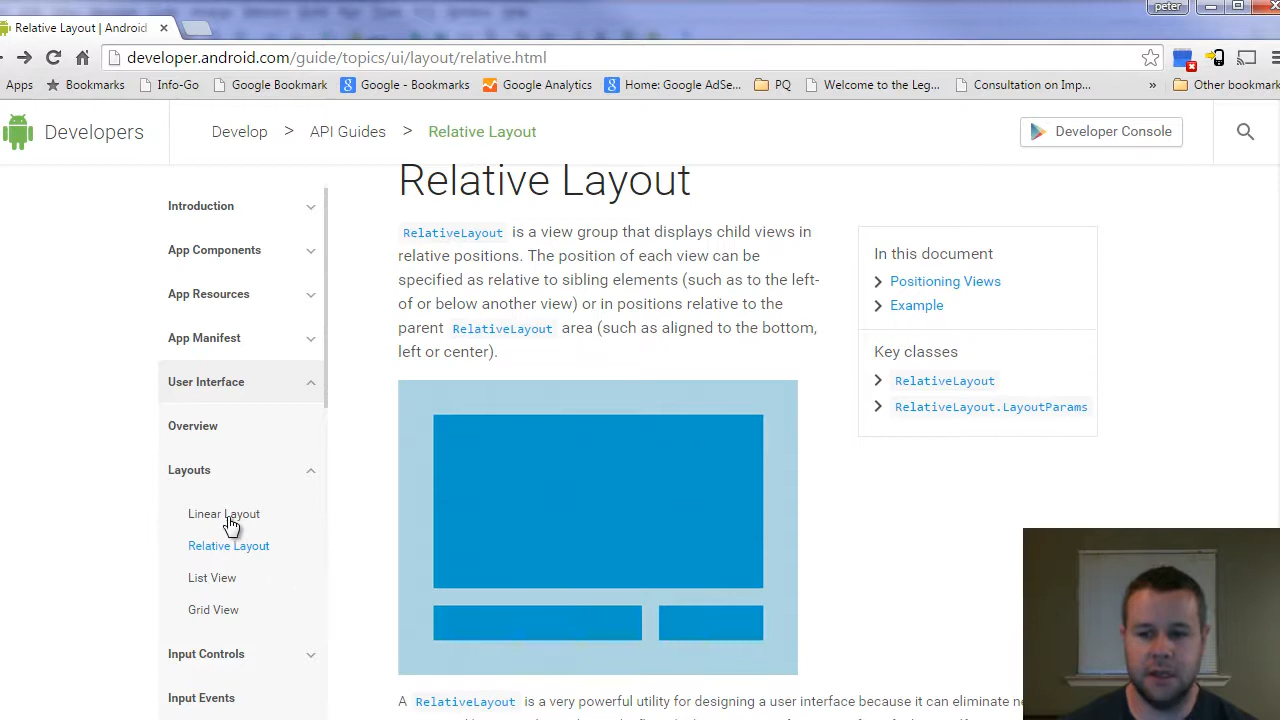 peter
Relative Layout | Android
developer.android.com/guide/topics/ui/layout/relative.html
Apps
Bookmarks
Info-Go
Google Bookmark
Google - Bookmarks
Google Analytics
Home: Google AdSe...
PQ
Welcome to the Leg...
Consultation on Imp...
»
Other bookmark
Developers
Develop > API Guides > Relative Layout
Developer Console
Introduction
App Components
App Resources
App Manifest
User Interface
Overview
Layouts
Linear Layout
Relative Layout
List View
Grid View
Input Controls
Input Events
Relative Layout
RelativeLayout is a view group that displays child views in
relative positions. The position of each view can be
specified as relative to sibling elements (such as to the left-
of or below another view) or in positions relative to the
parent RelativeLayout area (such as aligned to the bottom,
left or center).
In this document
Positioning Views
Example
Key classes
RelativeLayout
RelativeLayout.LayoutParams
A RelativeLayout is a very powerful utility for designing a user interface because it can eliminate ne